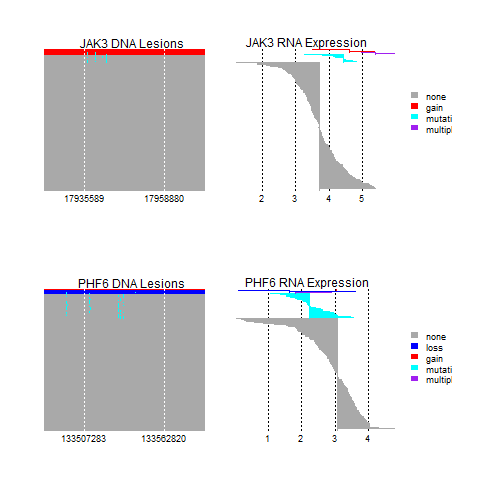 JAK3 DNA Lesions
JAK3 RNA Expression
none
gain
mutati
multipl
17935589 17958880
2 3 4 5
PHF6 DNA Lesions
PHF6 RNA Expression
none
loss
gain
mutati
multipl
133507283 133562820
1 2 3 4